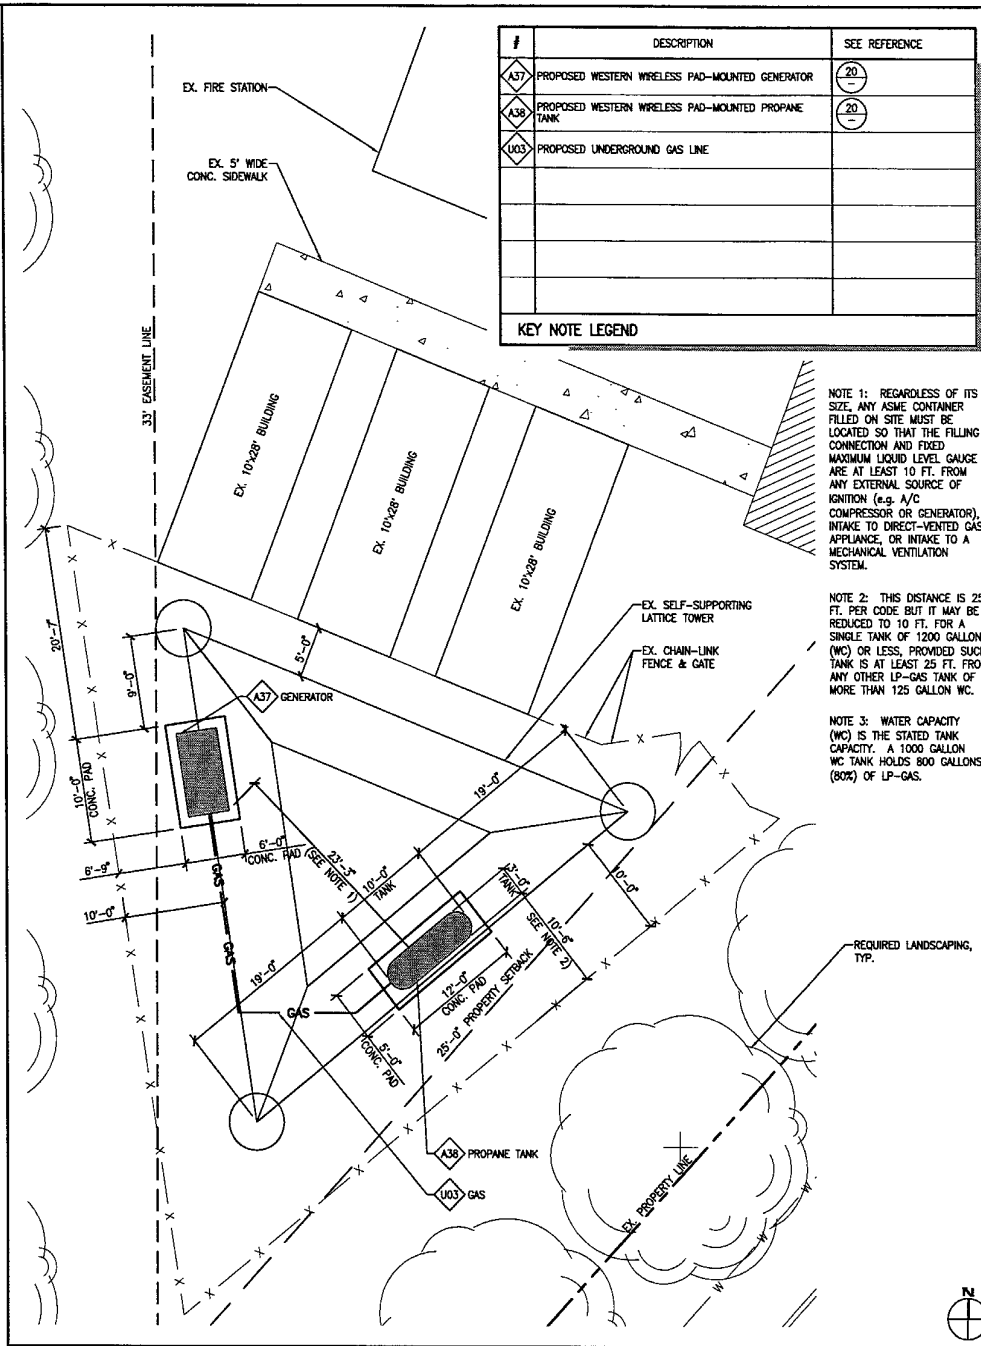 # DESCRIPTION SEE REFERENCE
A37 PROPOSED WESTERN WIRELESS PAD-MOUNTED GENERATOR 20 -
A38 PROPOSED WESTERN WIRELESS PAD-MOUNTED PROPANE
TANK
20 -
U03 PROPOSED UNDERGROUND GAS LINE
KEY NOTE LEGEND
EX. FIRE STATION
EX. 5' WIDE
CONC. SIDEWALK
33' EASEMENT LINE
EX. 10'x28' BUILDING
EX. 10'x28' BUILDING
EX. 10'x28' BUILDING
NOTE 1: REGARDLESS OF ITS
SIZE, ANY ASME CONTAINER
FILLED ON SITE MUST BE
LOCATED SO THAT THE FILLING
CONNECTION AND FIXED
MAXIMUM LIQUID LEVEL GAUGE
ARE AT LEAST 10 FT. FROM
ANY EXTERNAL SOURCE OF
IGNITION (e.g. A/C
COMPRESSOR OR GENERATOR),
INTAKE TO DIRECT-VENTED GAS
APPLIANCE, OR INTAKE TO A
MECHANICAL VENTILATION
SYSTEM.
NOTE 2: THIS DISTANCE IS 25
FT. PER CODE BUT IT MAY BE
REDUCED TO 10 FT. FOR A
SINGLE TANK OF 1200 GALLON
(WC) OR LESS, PROVIDED SUCH
TANK IS AT LEAST 25 FT. FRO
ANY OTHER LP-GAS TANK OF
MORE THAN 125 GALLON WC.
NOTE 3: WATER CAPACITY
(WC) IS THE STATED TANK
CAPACITY. A 1000 GALLON
WC TANK HOLDS 800 GALLONS
(80%) OF LP-GAS.
EX. SELF-SUPPORTING
LATTICE TOWER
EX. CHAIN-LINK
FENCE & GATE
20'-7"
9'-0"
5'-0"
A37 GENERATOR
10'-0"
CONC. PAD
6'-9"
6'-0"
CONC. PAD
10'-0"
23'-3"
(SEE NOTE 1)
19'-0"
10'-0"
TANK
3'-0"
TANK
10'-0"
10'-6"
SEE NOTE 2)
19'-0"
12'-0"
CONC. PAD
5'-0"
CONC. PAD
25'-0" PROPERTY SETBACK
GAS
GAS
GAS
REQUIRED LANDSCAPING,
TYP.
A38 PROPANE TANK
U03 GAS
EX. PROPERTY LINE
W
W
W
N